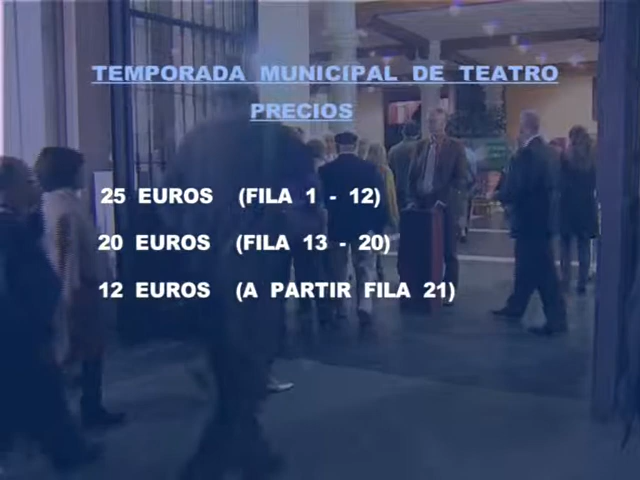 TEMPORADA MUNICIPAL DE TEATRO
PRECIOS
25 EUROS (FILA 1 - 12)
20 EUROS (FILA 13 - 20)
12 EUROS (A PARTIR FILA 21)